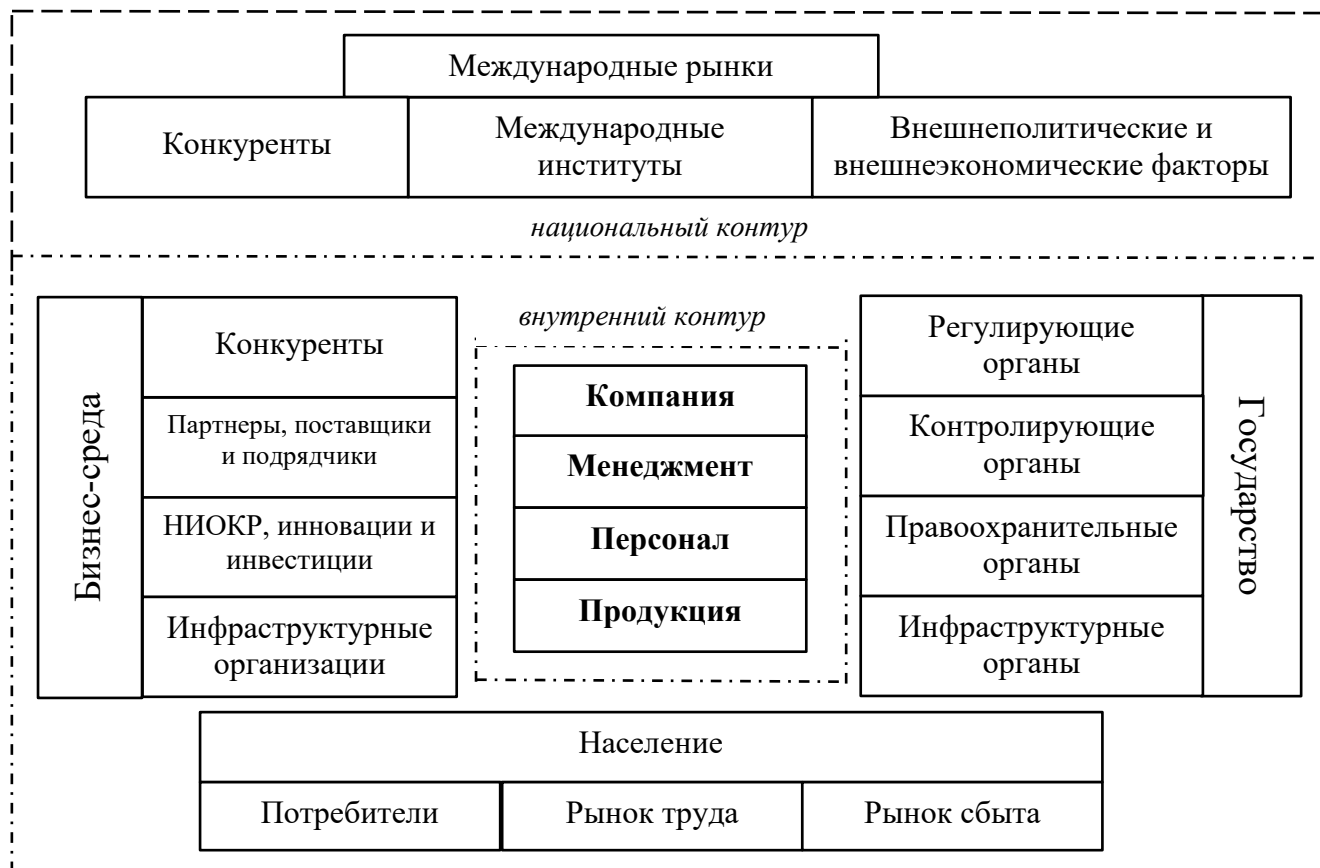 Международные рынки
Конкуренты
Международные
институты
Внешнеполитические и
внешнеэкономические факторы
национальный контур
Бизнес-среда
Конкуренты
Партнеры, поставщики
и подрядчики
НИОКР, инновации и
инвестиции
Инфраструктурные
организации
внутренний контур
Компания
Менеджмент
Персонал
Продукция
Регулирующие
органы
Контролирующие
органы
Правоохранительные
органы
Инфраструктурные
органы
Государство
Население
Потребители
Рынок труда
Рынок сбыта